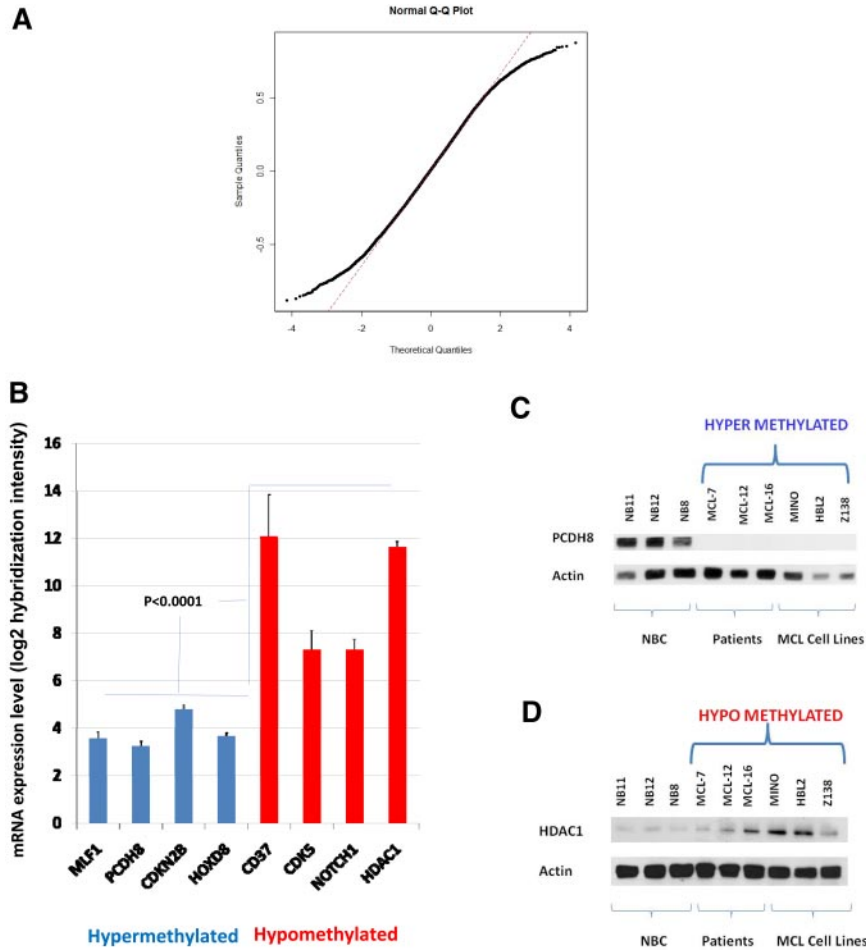 A
Normal Q-Q Plot
Sample Quantiles
0.5
0.0
-0.5
-4 -2 0 2 4
Theoretical Quantiles
B
mRNA expression level (log2 hybridization intensity)
16
14
12
10
8
6
4
2
0
P<0.0001
MLF1 PCDH8 CDKN2B HOXD8 CD37 CDK5 NOTCH1 HDAC1
Hypermethylated Hypomethylated
C
HYPER METHYLATED
NB11 NB12 NB8 MCL-7 MCL-12 MCL-16 MINO HBL2 Z138
PCDH8
Actin
NBC Patients MCL Cell Lines
D
HYPO METHYLATED
NB11 NB12 NB8 MCL-7 MCL-12 MCL-16 MINO HBL2 Z138
HDAC1
Actin
NBC Patients MCL Cell Lines